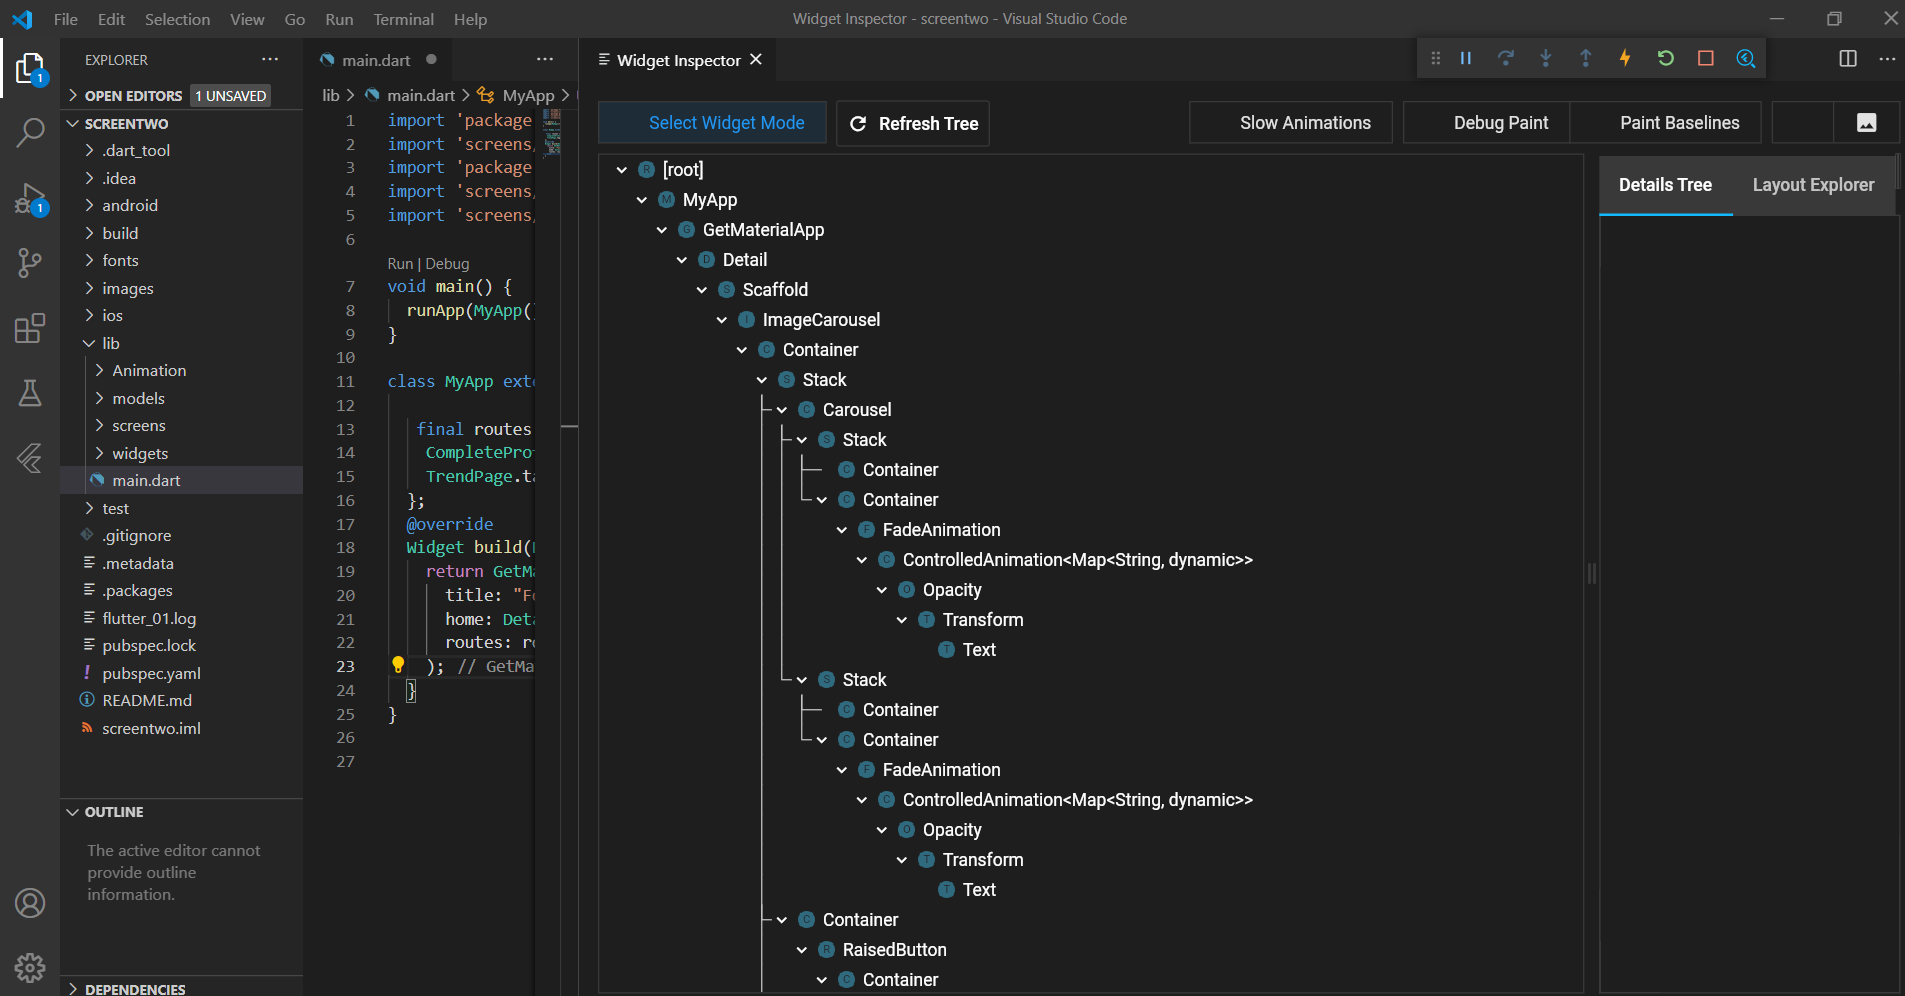 File Edit Selection View Go Run Terminal Help
Widget Inspector - screentwo - Visual Studio Code
EXPLORER
1
OPEN EDITORS 1 UNSAVED
SCREENTWO
.dart_tool
.idea
1
android
build
fonts
images
ios
lib
Animation
models
screens
widgets
main.dart
test
.gitignore
.metadata
.packages
flutter_01.log
pubspec.lock
! pubspec.yaml
README.md
screentwo.iml
OUTLINE
The active editor cannot
provide outline
information.
DEPENDENCIES
main.dart
lib > main.dart > MyApp >
1 import 'package
2 import 'screens/
3 import 'package
4 import 'screens/
5 import 'screens/
6
Run | Debug
7 void main() {
8 runApp(MyApp()
9 }
10
11 class MyApp exte
12
13 final routes
14 CompletePro
15 TrendPage.ta
16 };
17 @override
18 Widget build(
19 return GetMa
20 title: "Fe
21 home: Deta
22 routes: ro
23 ); // GetMa
24 }
25 }
26
27
Widget Inspector
Select Widget Mode
Refresh Tree
Slow Animations
Debug Paint
Paint Baselines
R [root]
M MyApp
G GetMaterialApp
D Detail
S Scaffold
I ImageCarousel
C Container
S Stack
C Carousel
S Stack
C Container
C Container
F FadeAnimation
C ControlledAnimation<Map<String, dynamic>>
O Opacity
T Transform
T Text
S Stack
C Container
C Container
F FadeAnimation
C ControlledAnimation<Map<String, dynamic>>
O Opacity
T Transform
T Text
C Container
R RaisedButton
C Container
Details Tree
Layout Explorer